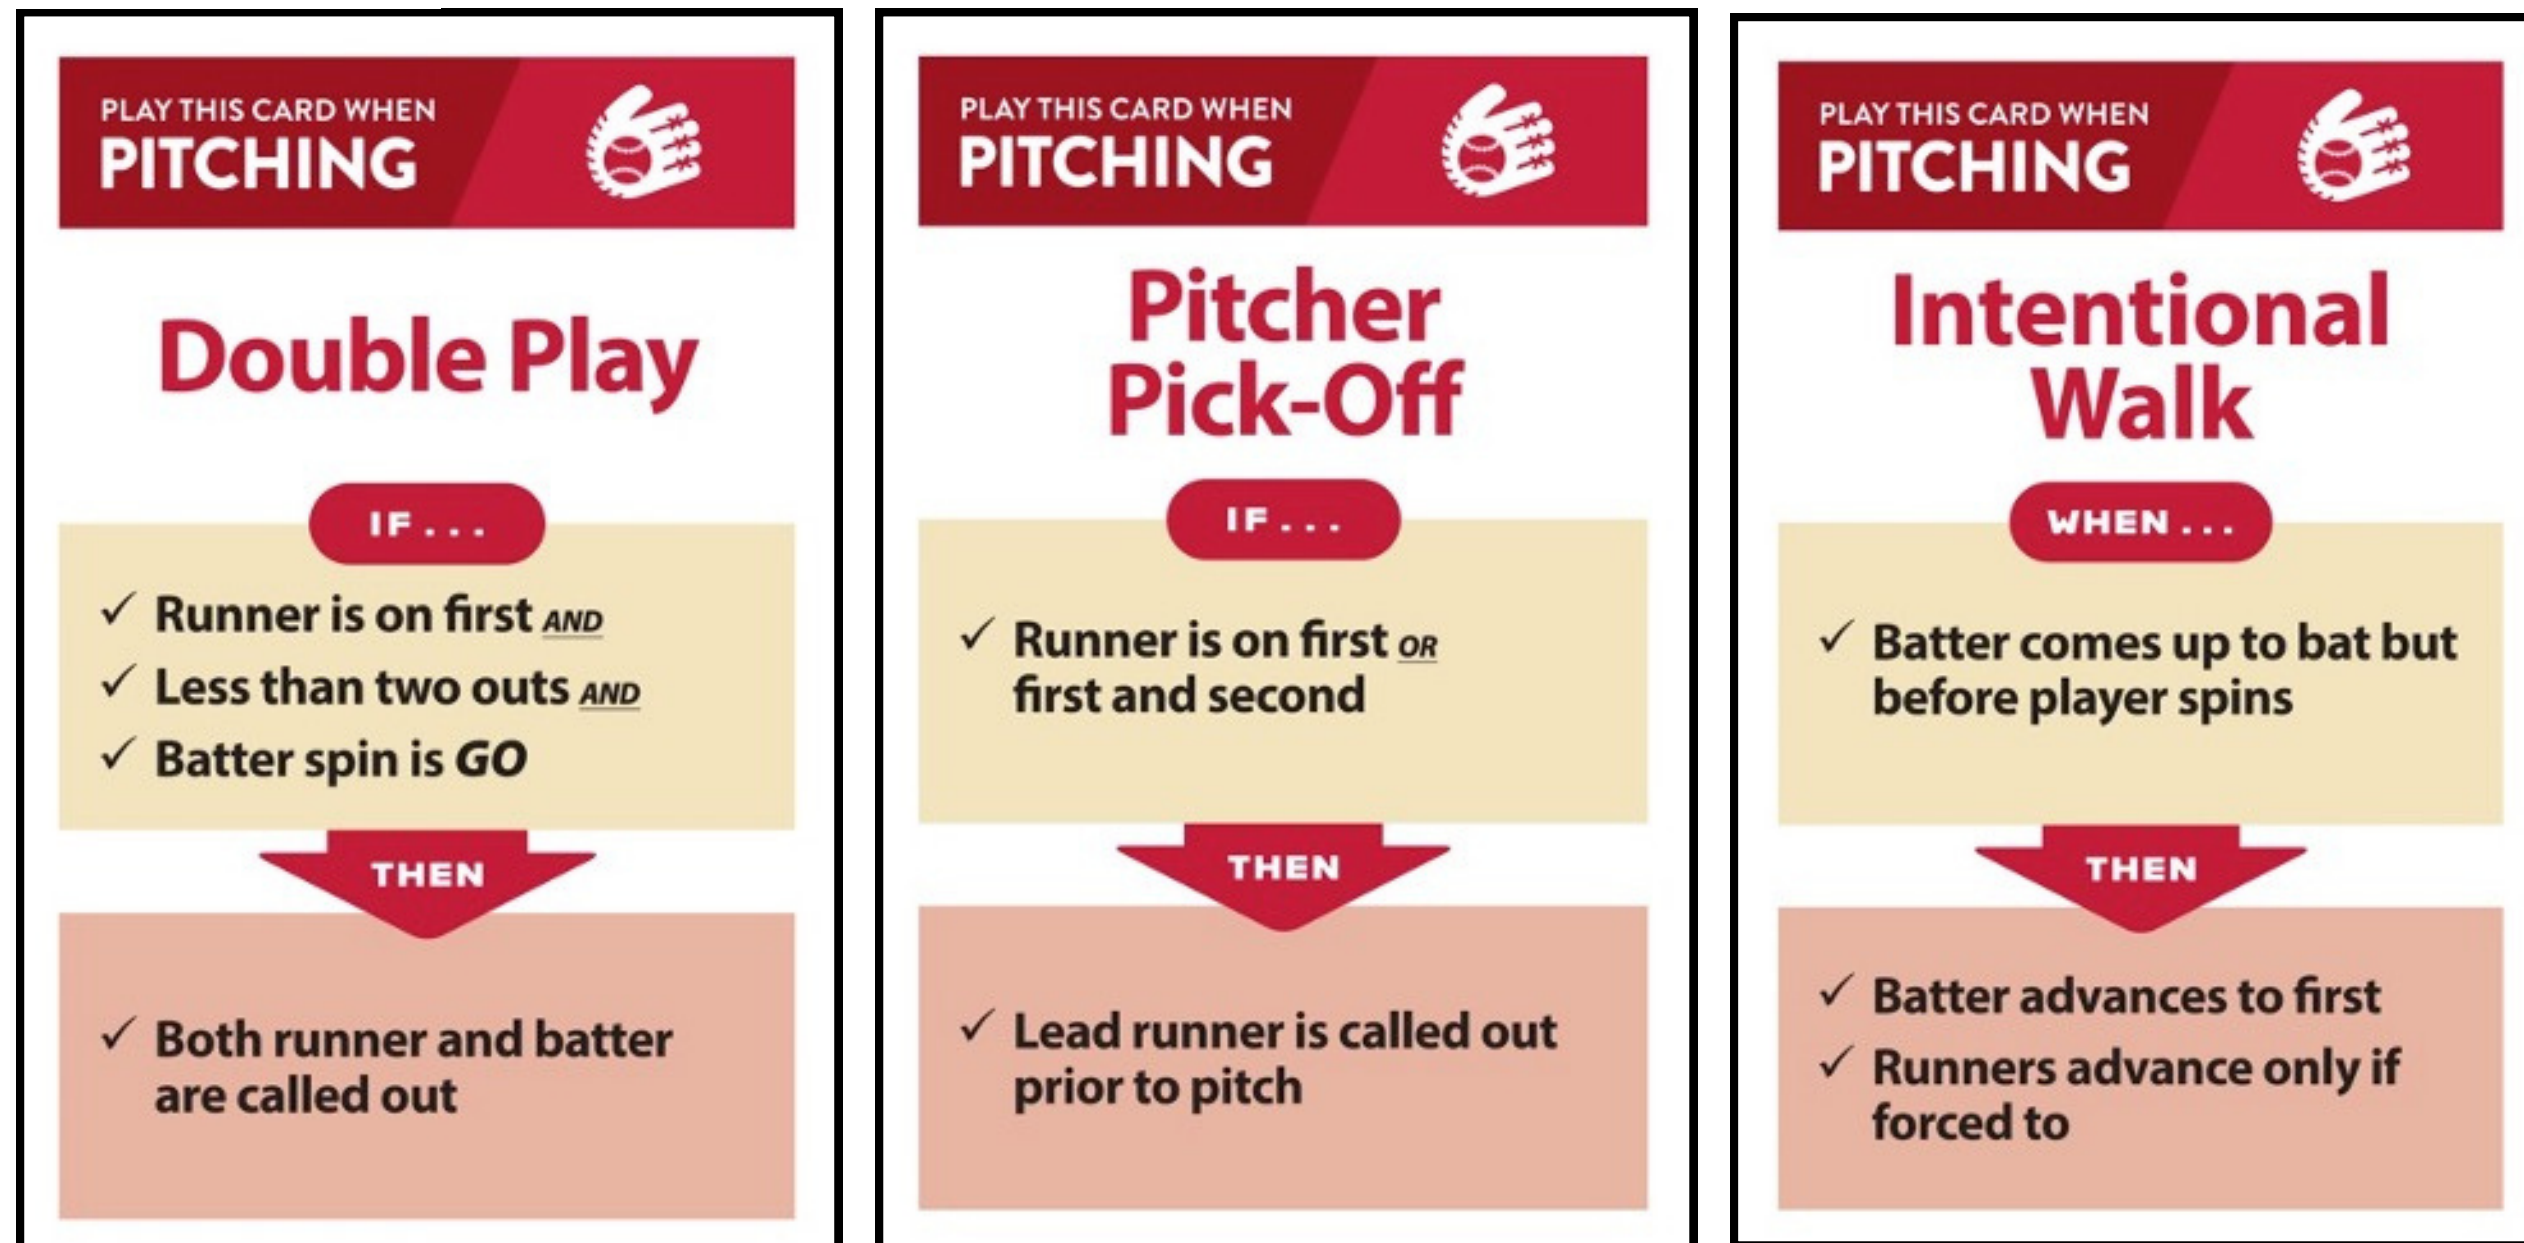 PLAY THIS CARD WHEN
PITCHING
Double Play
IF...
✓ Runner is on first AND
✓ Less than two outs AND
✓ Batter spin is GO
THEN
✓ Both runner and batter
are called out
PLAY THIS CARD WHEN
PITCHING
Pitcher
Pick-Off
IF...
✓ Runner is on first OR
first and second
THEN
✓ Lead runner is called out
prior to pitch
PLAY THIS CARD WHEN
PITCHING
Intentional
Walk
WHEN...
✓ Batter comes up to bat but
before player spins
THEN
✓ Batter advances to first
✓ Runners advance only if
forced to